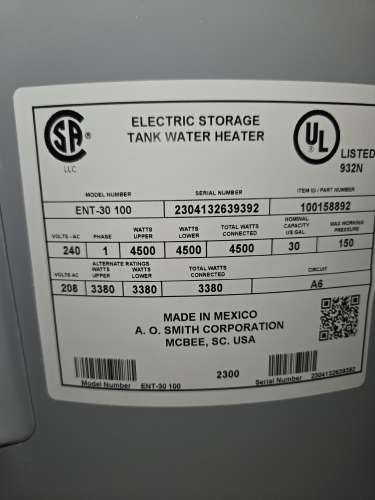 SA
LLC
ELECTRIC STORAGE
TANK WATER HEATER
UL
LISTED
932N
MODEL NUMBER SERIAL NUMBER ITEM ID / PART NUMBER
ENT-30 100 2304132639392 100158892
VOLTS - AC PHASE WATTS UPPER WATTS LOWER TOTAL WATTS CONNECTED NOMINAL CAPACITY US GAL. MAX WORKING PRESSURE
240 1 4500 4500 4500 30 150
ALTERNATE RATINGS
VOLTS - AC WATTS UPPER WATTS LOWER TOTAL WATTS CONNECTED CIRCUIT
208 3380 3380 3380 A6
MADE IN MEXICO
A. O. SMITH CORPORATION
MCBEE, SC. USA
2300
Model Number ENT-30 100
Serial Number 2304132639392